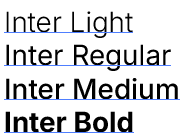 Inter Light
Inter Regular
Inter Medium
Inter Bold